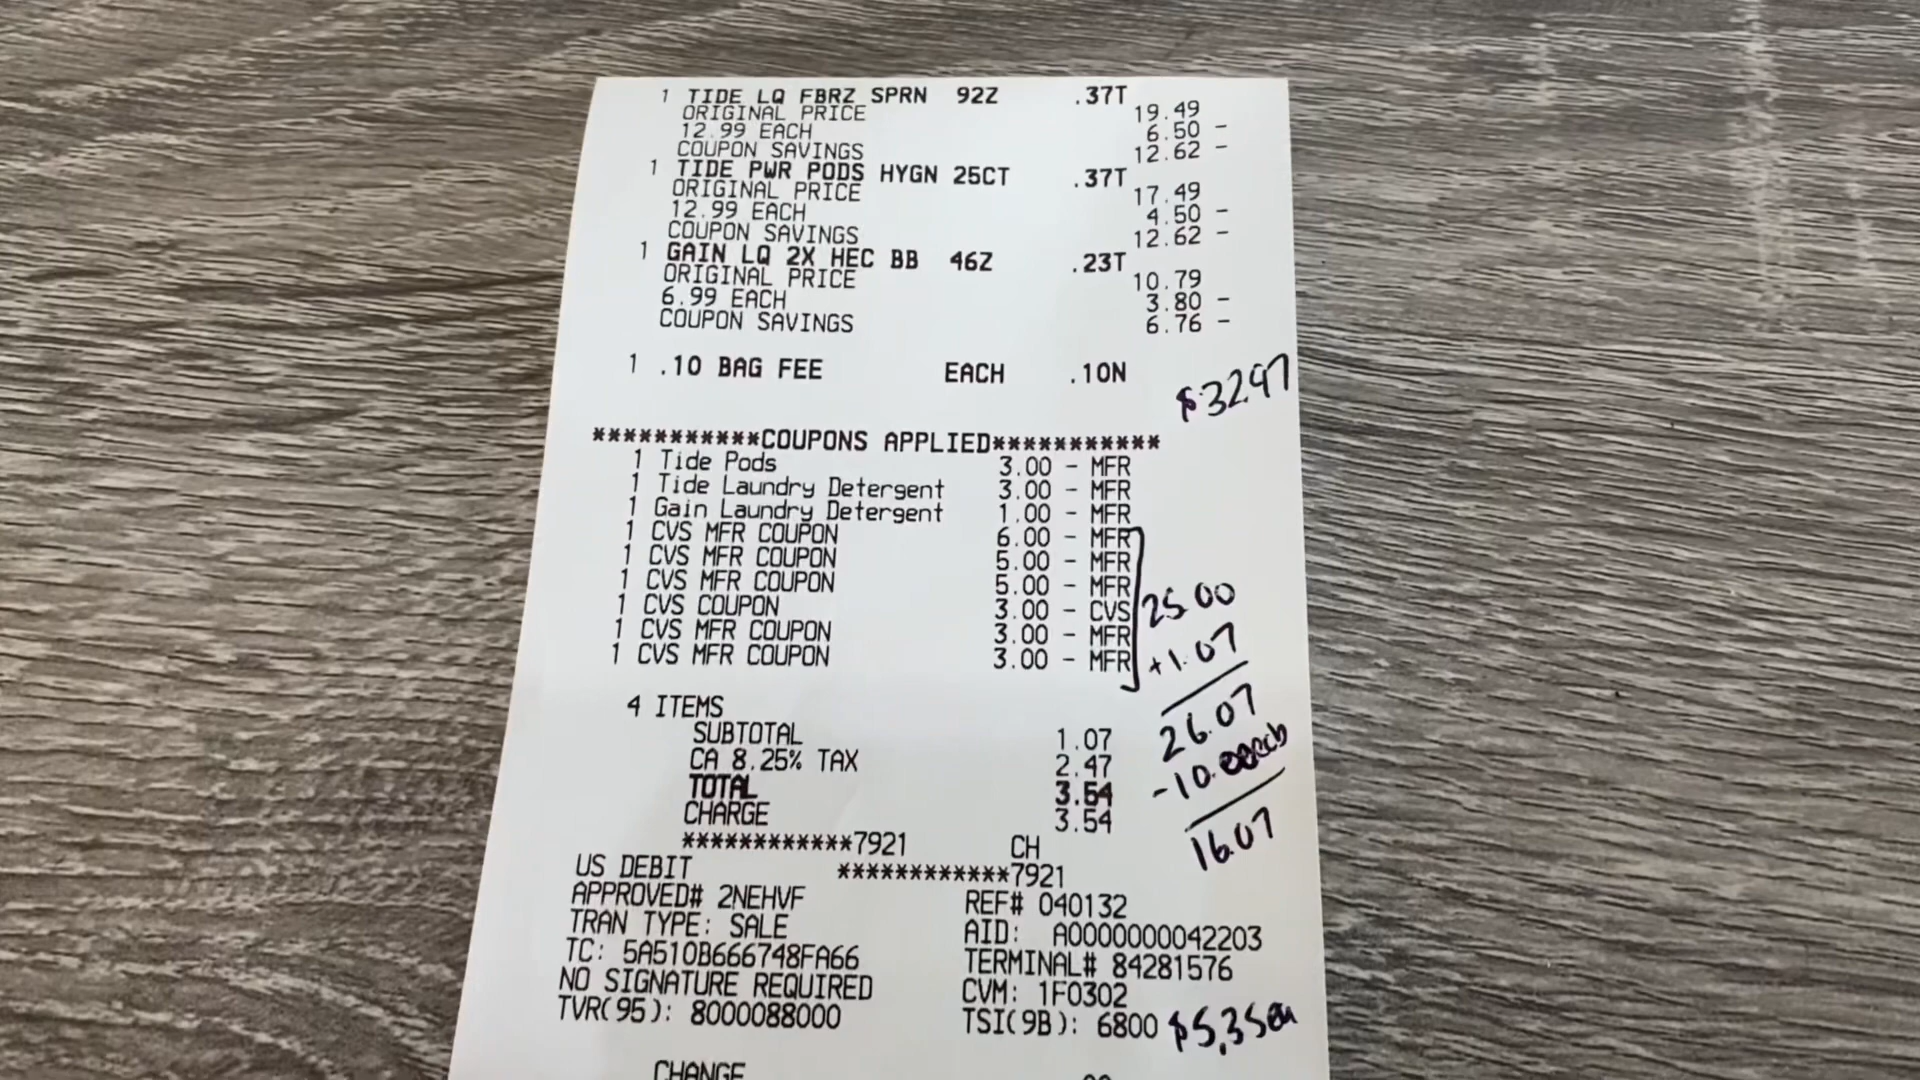 1 TIDE LQ FBRZ SPRN 92Z .37T
ORIGINAL PRICE 19.49
12.99 EACH 6.50 -
COUPON SAVINGS 12.62 -
1 TIDE PWR PODS HYGN 25CT .37T
ORIGINAL PRICE 17.49
12.99 EACH 4.50 -
COUPON SAVINGS 12.62 -
1 GAIN LQ 2X HEC BB 46Z .23T
ORIGINAL PRICE 10.79
6.99 EACH 3.80 -
COUPON SAVINGS 6.76 -
1 .10 BAG FEE EACH .10N
$32.97
***********COUPONS APPLIED***********
1 Tide Pods 3.00 - MFR
1 Tide Laundry Detergent 3.00 - MFR
1 Gain Laundry Detergent 1.00 - MFR
1 CVS MFR COUPON 6.00 - MFR
1 CVS MFR COUPON 5.00 - MFR
1 CVS MFR COUPON 5.00 - MFR
1 CVS COUPON 3.00 - CVS 25.00
1 CVS MFR COUPON 3.00 - MFR
1 CVS MFR COUPON 3.00 - MFR +1.07
4 ITEMS
SUBTOTAL 1.07 26.07
CA 8.25% TAX 2.47
TOTAL 3.54 -10.00ecb
CHARGE 3.54
************7921 CH 16.07
US DEBIT ************7921
APPROVED# 2NEHVF REF# 040132
TRAN TYPE: SALE AID: A0000000042203
TC: 5A510B666748FA66 TERMINAL# 84281576
NO SIGNATURE REQUIRED CVM: 1F0302
TVR(95): 8000088000 TSI(9B): 6800 $5.35ea
CHANGE